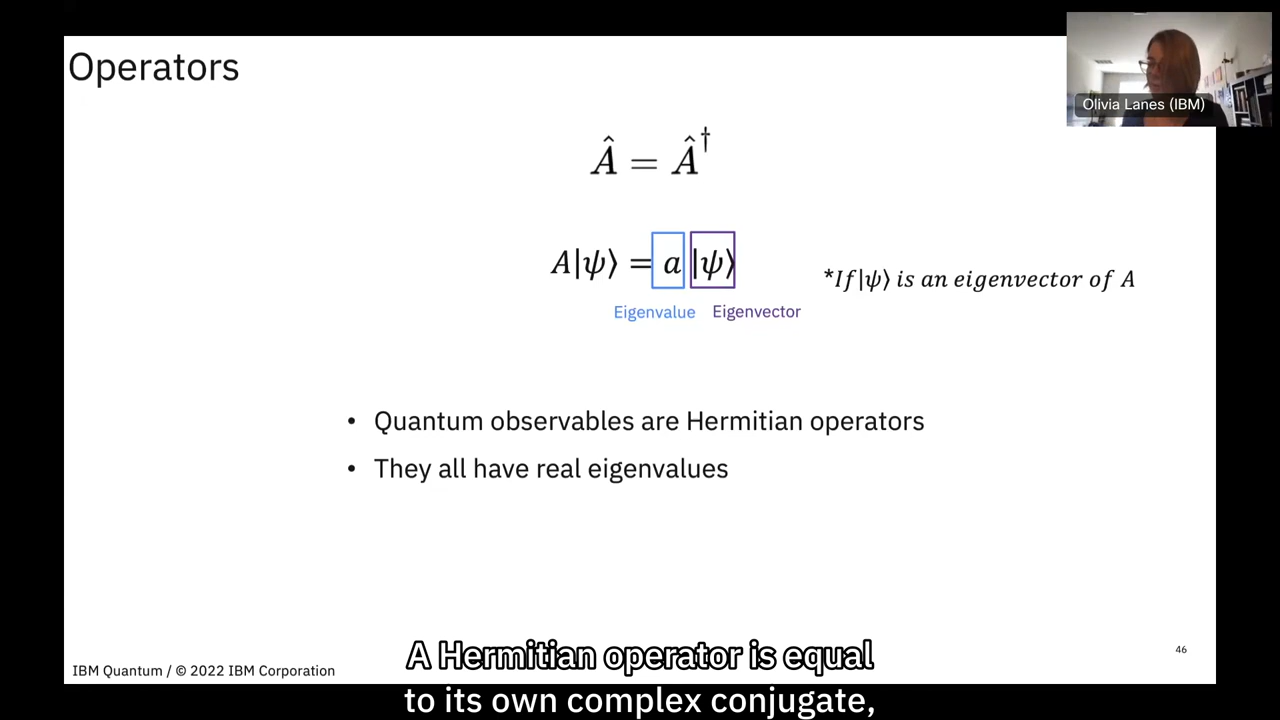 Operators
Olivia Lanes (IBM)
Â = Â†
A|ψ⟩ = a |ψ⟩
*If|ψ⟩ is an eigenvector of A
Eigenvalue Eigenvector
• Quantum observables are Hermitian operators
• They all have real eigenvalues
46
A Hermitian operator is equal
IBM Quantum / © 2022 IBM Corporation
to its own complex conjugate,